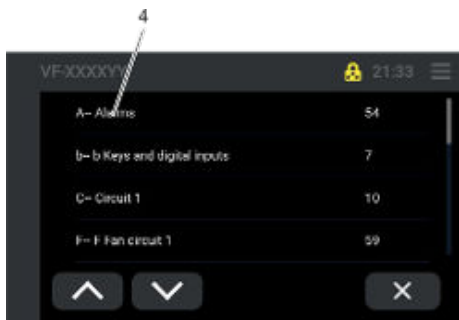 4
VF-XXXXYY
21:33
A-- Alarms 54
b-- b Keys and digital inputs 7
C-- Circuit 1 10
F-- F Fan circuit 1 59